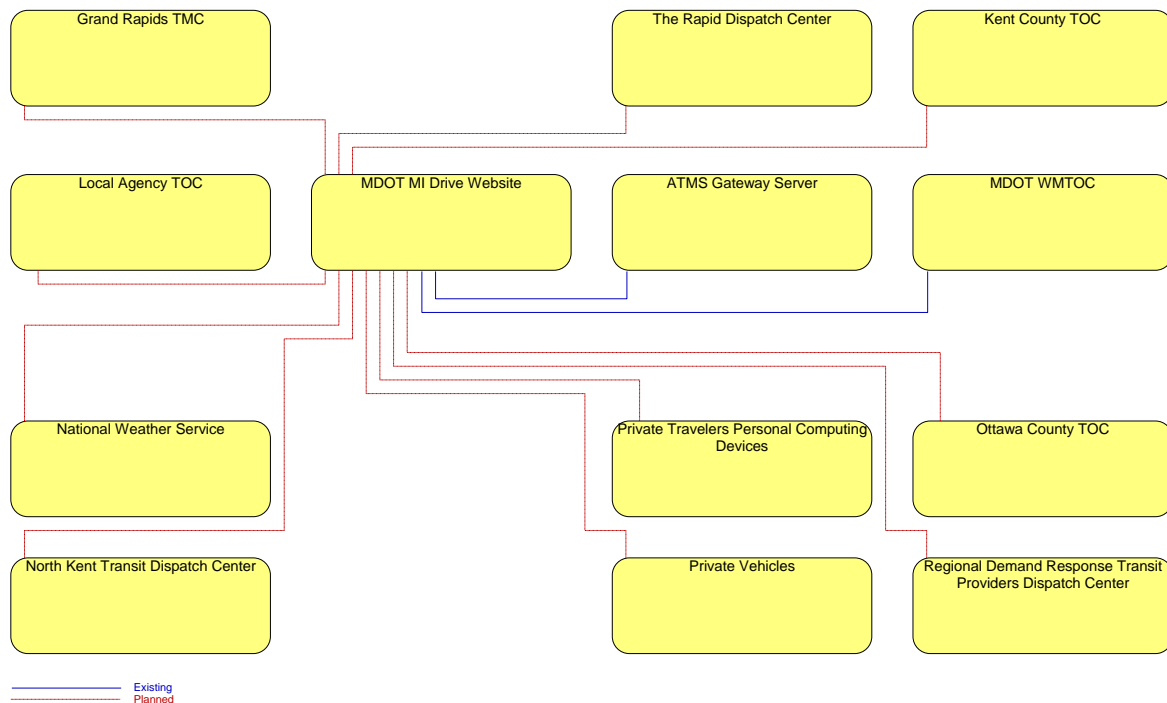 Grand Rapids TMC
The Rapid Dispatch Center
Kent County TOC
Local Agency TOC
MDOT MI Drive Website
ATMS Gateway Server
MDOT WMTOC
National Weather Service
Private Travelers Personal Computing
Devices
Ottawa County TOC
North Kent Transit Dispatch Center
Private Vehicles
Regional Demand Response Transit
Providers Dispatch Center
Existing
Planned